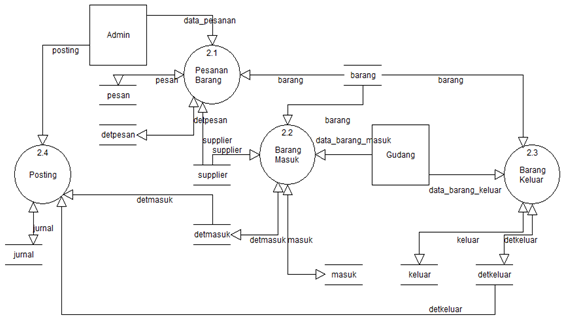 Admin
data_pesanan
posting
2.1
Pesanan
Barang
pesan
pesan
barang
barang
barang
detpesan
detpesan
barang
supplier
supplier
2.2
Barang
Masuk
data_barang_masuk
Gudang
2.3
Barang
Keluar
2.4
Posting
supplier
data_barang_keluar
detmasuk
jurnal
detmasuk
detmasuk
masuk
keluar
detkeluar
jurnal
masuk
keluar
detkeluar
detkeluar